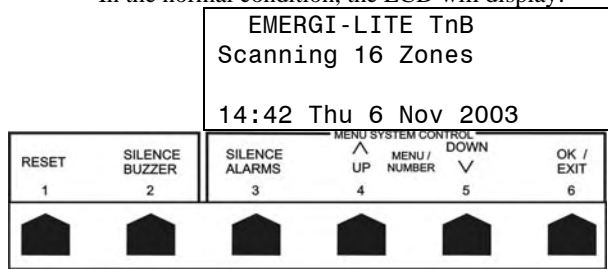 In the normal condition, the LCD will display:
EMERGI-LITE TnB
Scanning 16 Zones
14:42 Thu 6 Nov 2003
MENU SYSTEM CONTROL
RESET
1
SILENCE
BUZZER
2
SILENCE
ALARMS
3
UP
4
MENU /
NUMBER
DOWN
5
OK /
EXIT
6